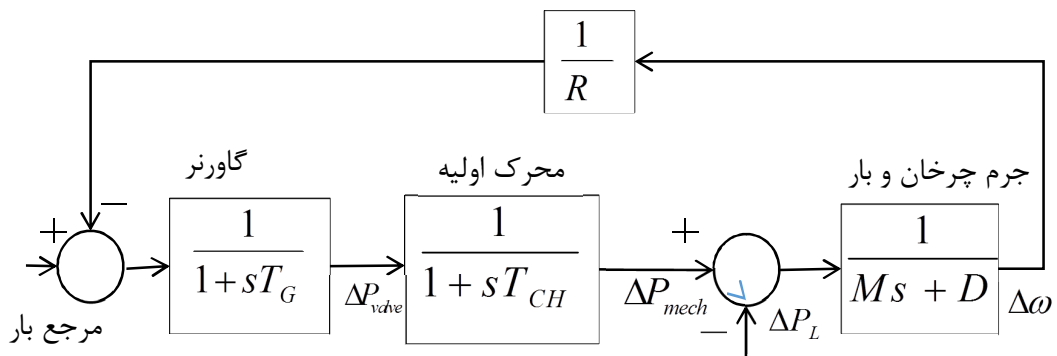 1
R
−
گاورنر
محرک اولیه
جرم چرخان و بار
+
1
1+sT_G
ΔP_valve
1
1+sT_CH
+
ΔP_mech
−
ΔP_L
1
Ms + D
Δω
مرجع بار